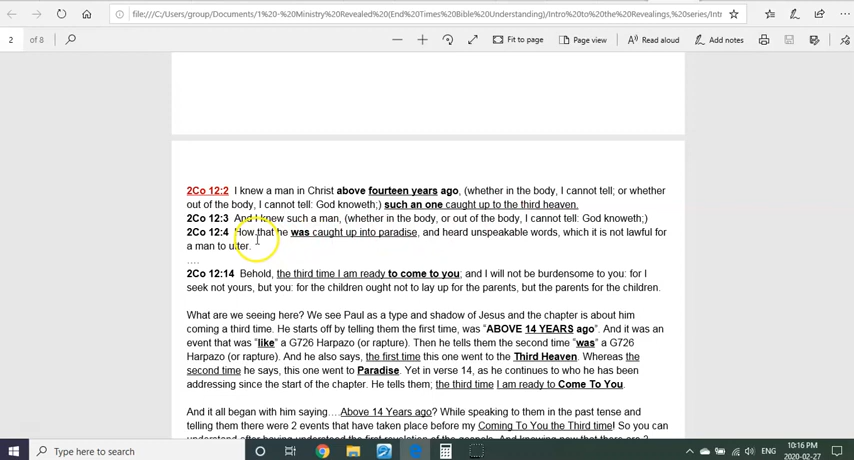 file:///C:/Users/group/Documents/1%20-%20Ministry%20Revealed%20(End%20Times%20Bible%20Understanding)/Intro%20to%20the%20Revealings,%20series/Intr
2 of 8
Fit to page Page view Read aloud Add notes
2Co 12:2 I knew a man in Christ above fourteen years ago, (whether in the body, I cannot tell; or whether
out of the body, I cannot tell: God knoweth;) such an one caught up to the third heaven.
2Co 12:3 And I knew such a man, (whether in the body, or out of the body, I cannot tell: God knoweth;)
2Co 12:4 How that he was caught up into paradise, and heard unspeakable words, which it is not lawful for
a man to utter.
....
2Co 12:14 Behold, the third time I am ready to come to you; and I will not be burdensome to you: for I
seek not yours, but you: for the children ought not to lay up for the parents, but the parents for the children.
What are we seeing here? We see Paul as a type and shadow of Jesus and the chapter is about him
coming a third time. He starts off by telling them the first time, was "ABOVE 14 YEARS ago". And it was an
event that was "like" a G726 Harpazo (or rapture). Then he tells them the second time "was" a G726
Harpazo (or rapture). And he also says, the first time this one went to the Third Heaven. Whereas the
second time he says, this one went to Paradise. Yet in verse 14, as he continues to who he has been
addressing since the start of the chapter. He tells them; the third time I am ready to Come To You.
And it all began with him saying....Above 14 Years ago? While speaking to them in the past tense and
telling them there were 2 events that have taken place before my Coming To You the Third time! So you can
understand after having understood the first revelation of the gospels. And knowing now that there are 2
Type here to search
ENG
10:16 PM
2020-02-27